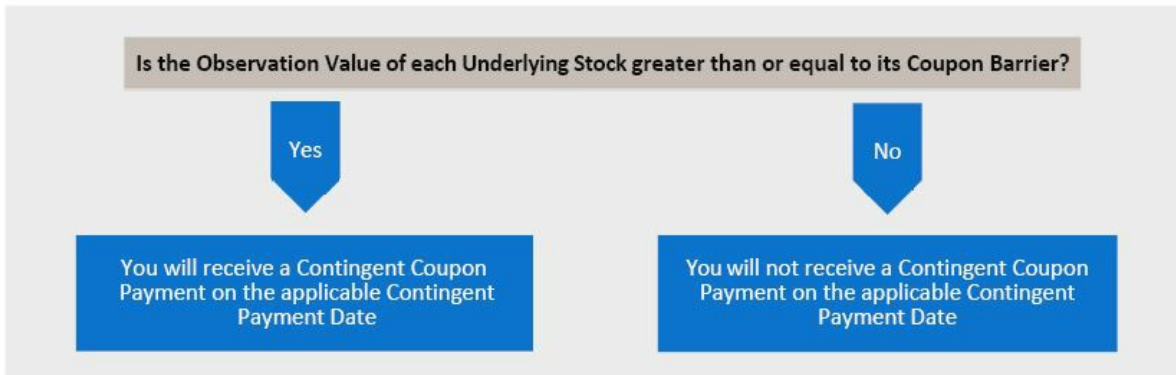 Is the Observation Value of each Underlying Stock greater than or equal to its Coupon Barrier?
Yes
No
You will receive a Contingent Coupon
Payment on the applicable Contingent
Payment Date
You will not receive a Contingent Coupon
Payment on the applicable Contingent
Payment Date